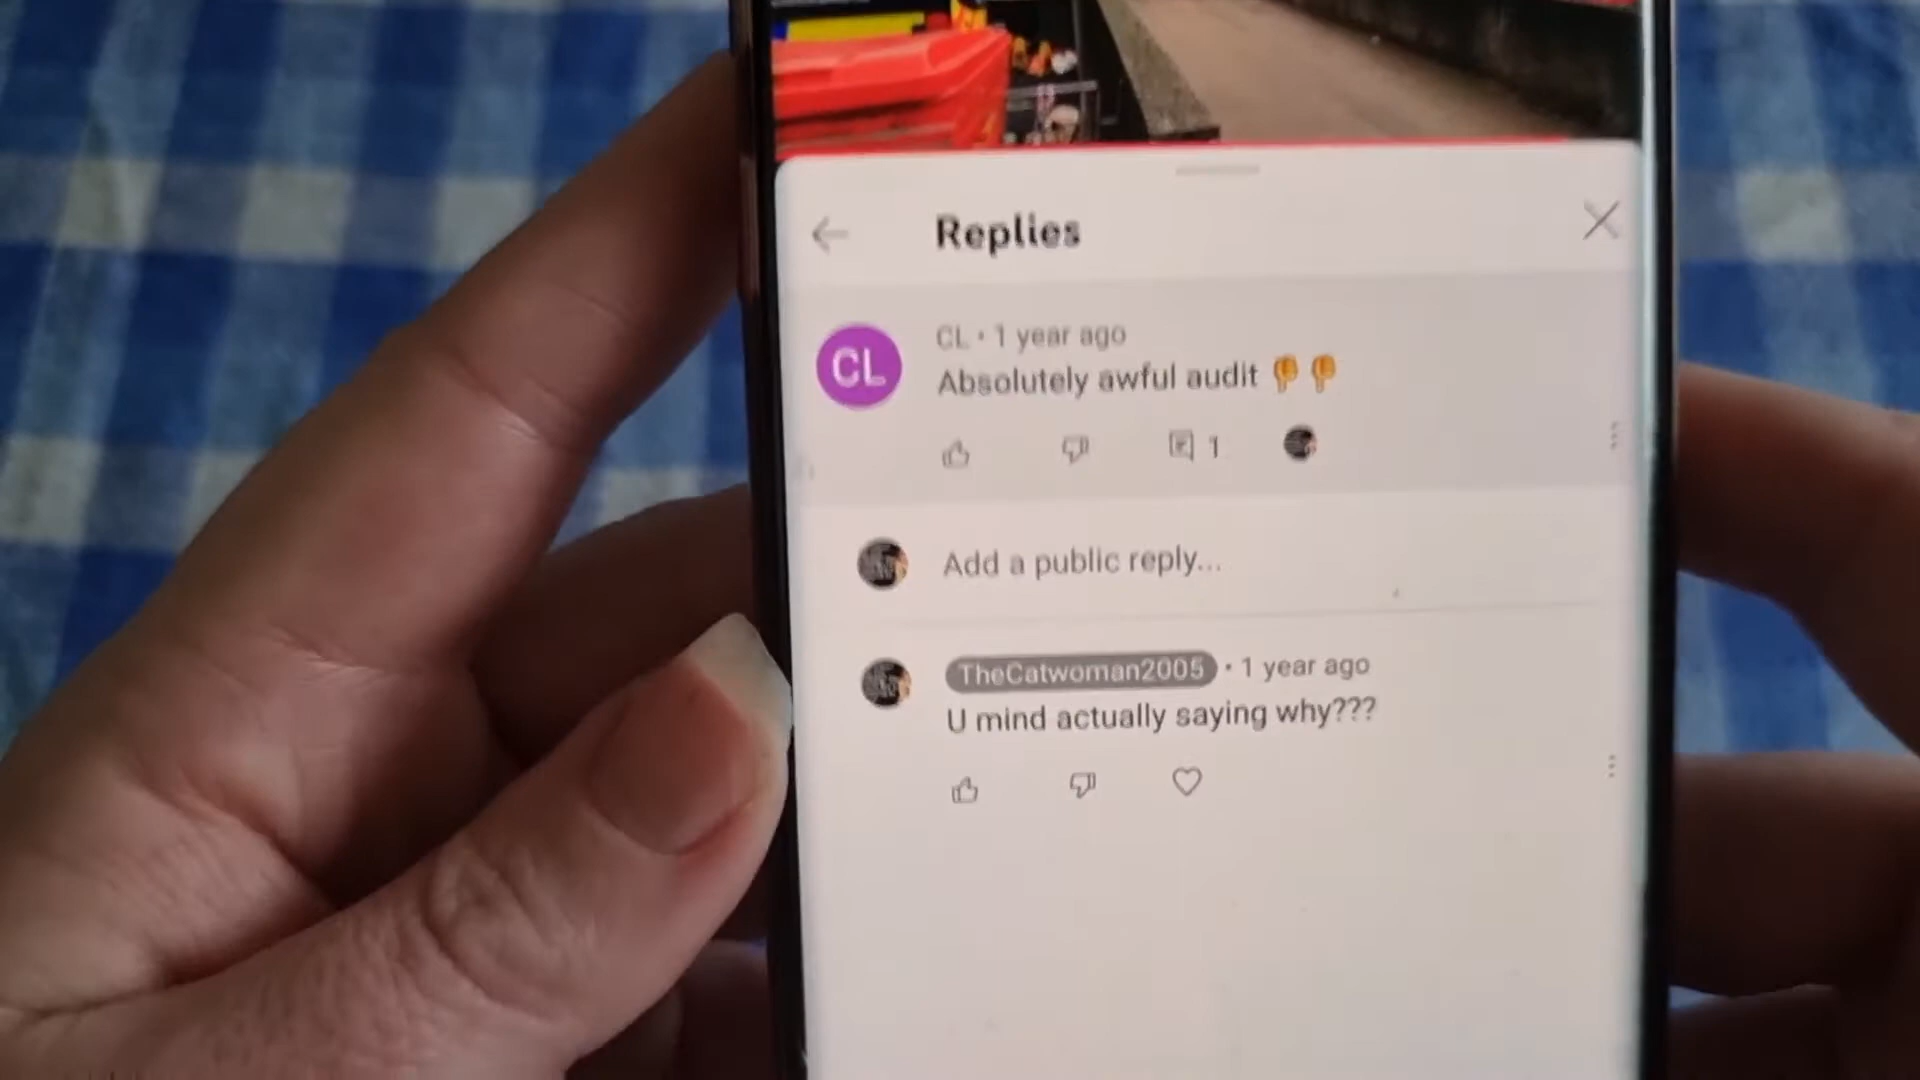 Replies
CL • 1 year ago
CL
Absolutely awful audit 👎👎
1
Add a public reply...
TheCatwoman2005 • 1 year ago
U mind actually saying why???